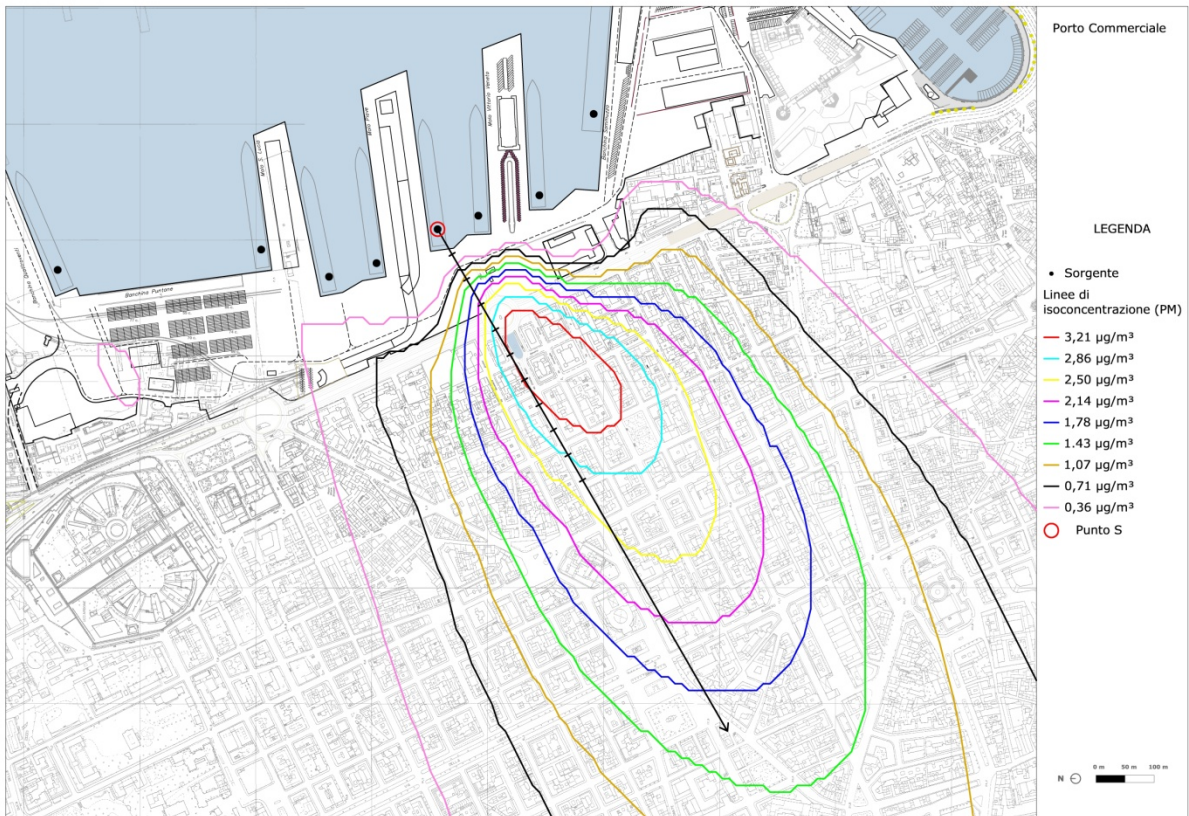 Porto Commerciale
Molo S. Lucia
Molo Piave
Molo Vittorio Veneto
Banchina Puntone
LEGENDA
Sorgente
Linee di
isoconcentrazione (PM)
3,21 µg/m³
2,86 µg/m³
2,50 µg/m³
2,14 µg/m³
1,78 µg/m³
1.43 µg/m³
1,07 µg/m³
0,71 µg/m³
0,36 µg/m³
Punto S
N
0 m 50 m 100 m